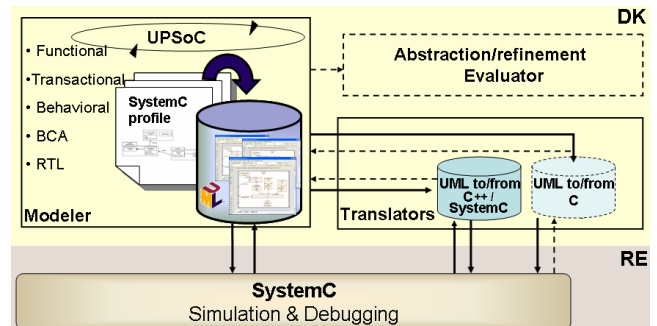 DK
UPSoC
• Functional
• Transactional
• Behavioral
• BCA
• RTL
SystemC
profile
UML
Modeler
Abstraction/refinement
Evaluator
UML to/from
C++ /
SystemC
UML to/from
C
Translators
RE
SystemC
Simulation & Debugging